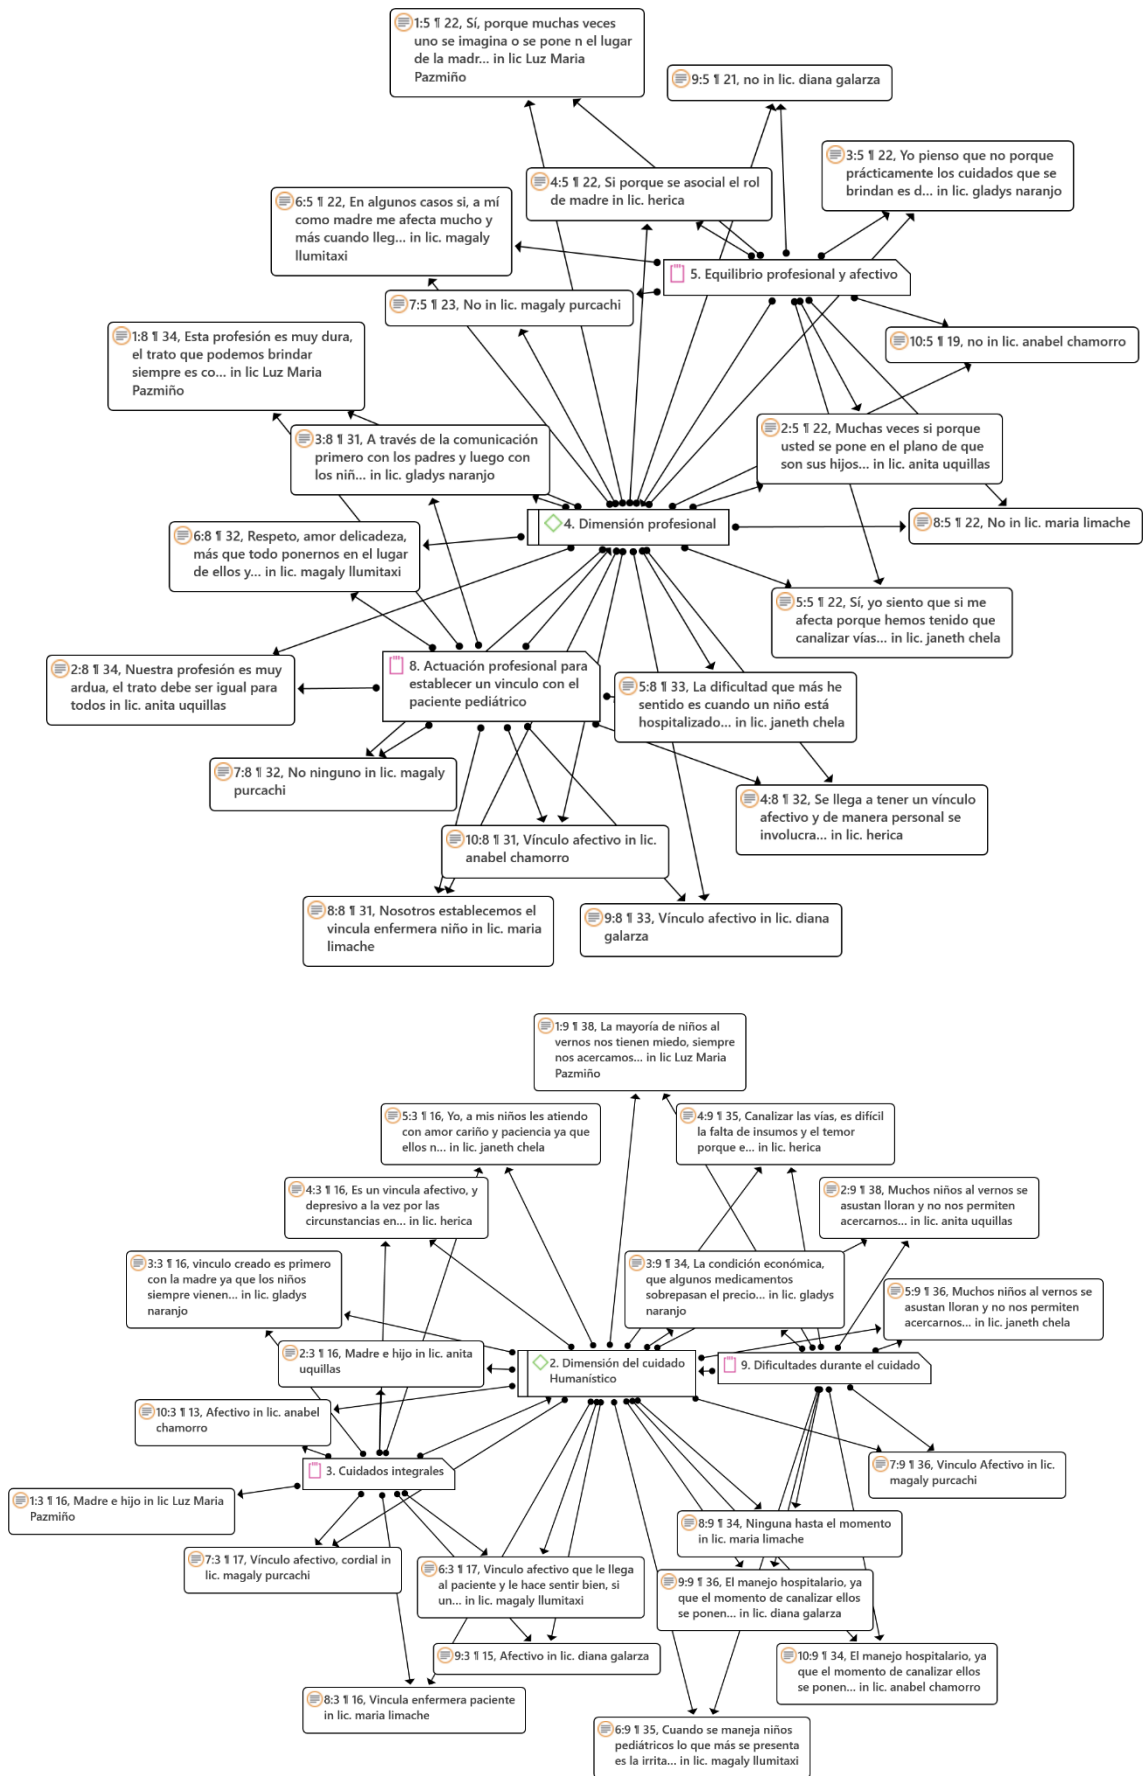 1:5 ¶ 22, Sí, porque muchas veces
uno se imagina o se pone n el lugar
de la madr... in lic Luz Maria
Pazmiño
9:5 ¶ 21, no in lic. diana galarza
3:5 ¶ 22, Yo pienso que no porque
prácticamente los cuidados que se
brindan es d... in lic. gladys naranjo
4:5 ¶ 22, Si porque se asocial el rol
de madre in lic. herica
6:5 ¶ 22, En algunos casos si, a mí
como madre me afecta mucho y
más cuando lleg... in lic. magaly
llumitaxi
5. Equilibrio profesional y afectivo
7:5 ¶ 23, No in lic. magaly purcachi
10:5 ¶ 19, no in lic. anabel chamorro
1:8 ¶ 34, Esta profesión es muy dura,
el trato que podemos brindar
siempre es co... in lic Luz Maria
Pazmiño
2:5 ¶ 22, Muchas veces si porque
usted se pone en el plano de que
son sus hijos... in lic. anita uquillas
3:8 ¶ 31, A través de la comunicación
primero con los padres y luego con
los niñ... in lic. gladys naranjo
4. Dimensión profesional
8:5 ¶ 22, No in lic. maria limache
6:8 ¶ 32, Respeto, amor delicadeza,
más que todo ponernos en el lugar
de ellos y... in lic. magaly llumitaxi
5:5 ¶ 22, Sí, yo siento que si me
afecta porque hemos tenido que
canalizar vías... in lic. janeth chela
2:8 ¶ 34, Nuestra profesión es muy
ardua, el trato debe ser igual para
todos in lic. anita uquillas
8. Actuación profesional para
establecer un vinculo con el
paciente pediátrico
5:8 ¶ 33, La dificultad que más he
sentido es cuando un niño está
hospitalizado... in lic. janeth chela
7:8 ¶ 32, No ninguno in lic. magaly
purcachi
4:8 ¶ 32, Se llega a tener un vínculo
afectivo y de manera personal se
involucra... in lic. herica
10:8 ¶ 31, Vínculo afectivo in lic.
anabel chamorro
8:8 ¶ 31, Nosotros establecemos el
vincula enfermera niño in lic. maria
limache
9:8 ¶ 33, Vínculo afectivo in lic. diana
galarza
1:9 ¶ 38, La mayoría de niños al
vernos nos tienen miedo, siempre
nos acercamos... in lic Luz Maria
Pazmiño
5:3 ¶ 16, Yo, a mis niños les atiendo
con amor cariño y paciencia ya que
ellos n... in lic. janeth chela
4:9 ¶ 35, Canalizar las vías, es difícil
la falta de insumos y el temor
porque e... in lic. herica
4:3 ¶ 16, Es un vincula afectivo, y
depresivo a la vez por las
circunstancias en... in lic. herica
2:9 ¶ 38, Muchos niños al vernos se
asustan lloran y no nos permiten
acercarnos... in lic. anita uquillas
3:3 ¶ 16, vinculo creado es primero
con la madre ya que los niños
siempre vienen... in lic. gladys
naranjo
3:9 ¶ 34, La condición económica,
que algunos medicamentos
sobrepasan el precio... in lic. gladys
naranjo
5:9 ¶ 36, Muchos niños al vernos se
asustan lloran y no nos permiten
acercarnos... in lic. janeth chela
2:3 ¶ 16, Madre e hijo in lic. anita
uquillas
2. Dimensión del cuidado
Humanístico
9. Dificultades durante el cuidado
10:3 ¶ 13, Afectivo in lic. anabel
chamorro
3. Cuidados integrales
7:9 ¶ 36, Vinculo Afectivo in lic.
magaly purcachi
1:3 ¶ 16, Madre e hijo in lic Luz Maria
Pazmiño
8:9 ¶ 34, Ninguna hasta el momento
in lic. maria limache
7:3 ¶ 17, Vínculo afectivo, cordial in
lic. magaly purcachi
6:3 ¶ 17, Vinculo afectivo que le llega
al paciente y le hace sentir bien, si
un... in lic. magaly llumitaxi
9:9 ¶ 36, El manejo hospitalario, ya
que el momento de canalizar ellos
se ponen... in lic. diana galarza
9:3 ¶ 15, Afectivo in lic. diana galarza
10:9 ¶ 34, El manejo hospitalario, ya
que el momento de canalizar ellos
se ponen... in lic. anabel chamorro
8:3 ¶ 16, Vincula enfermera paciente
in lic. maria limache
6:9 ¶ 35, Cuando se maneja niños
pediátricos lo que más se presenta
es la irrita... in lic. magaly llumitaxi